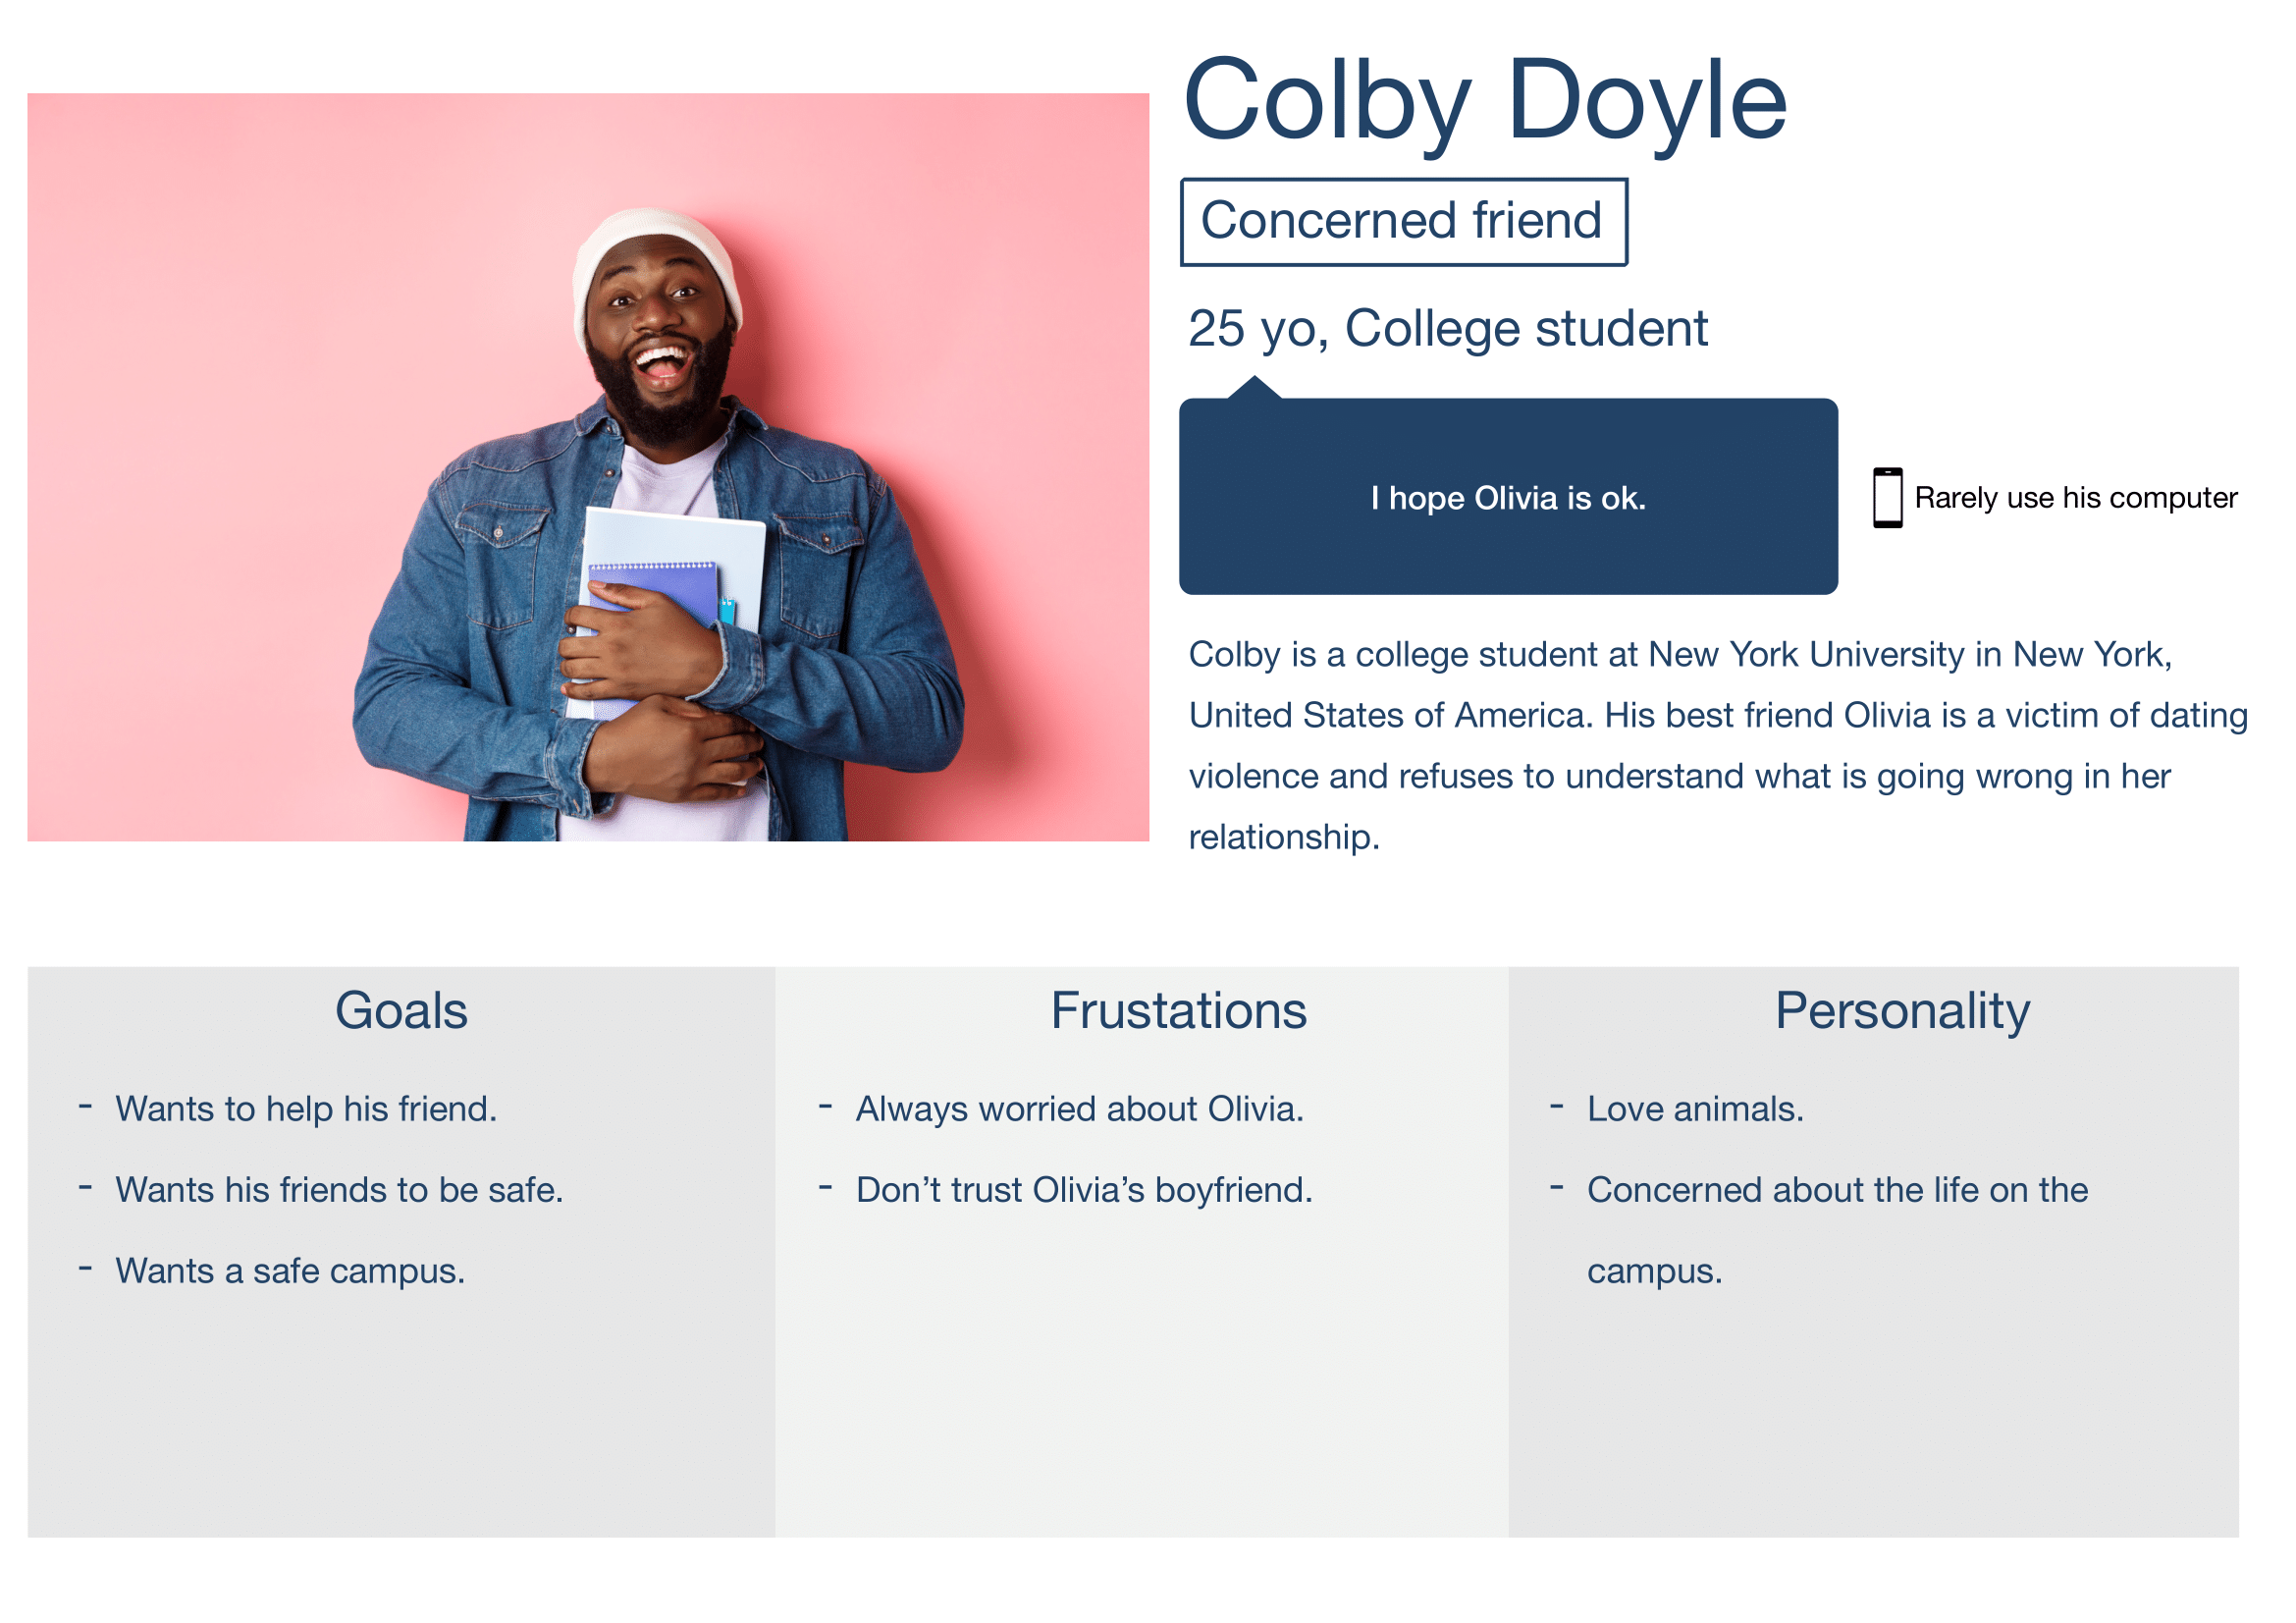 Colby Doyle
Concerned friend
25 yo, College student
I hope Olivia is ok.
Rarely use his computer
Colby is a college student at New York University in New York,
United States of America. His best friend Olivia is a victim of dating
violence and refuses to understand what is going wrong in her
relationship.
Goals
- Wants to help his friend.
- Wants his friends to be safe.
- Wants a safe campus.
Frustations
- Always worried about Olivia.
- Don’t trust Olivia’s boyfriend.
Personality
- Love animals.
- Concerned about the life on the
campus.